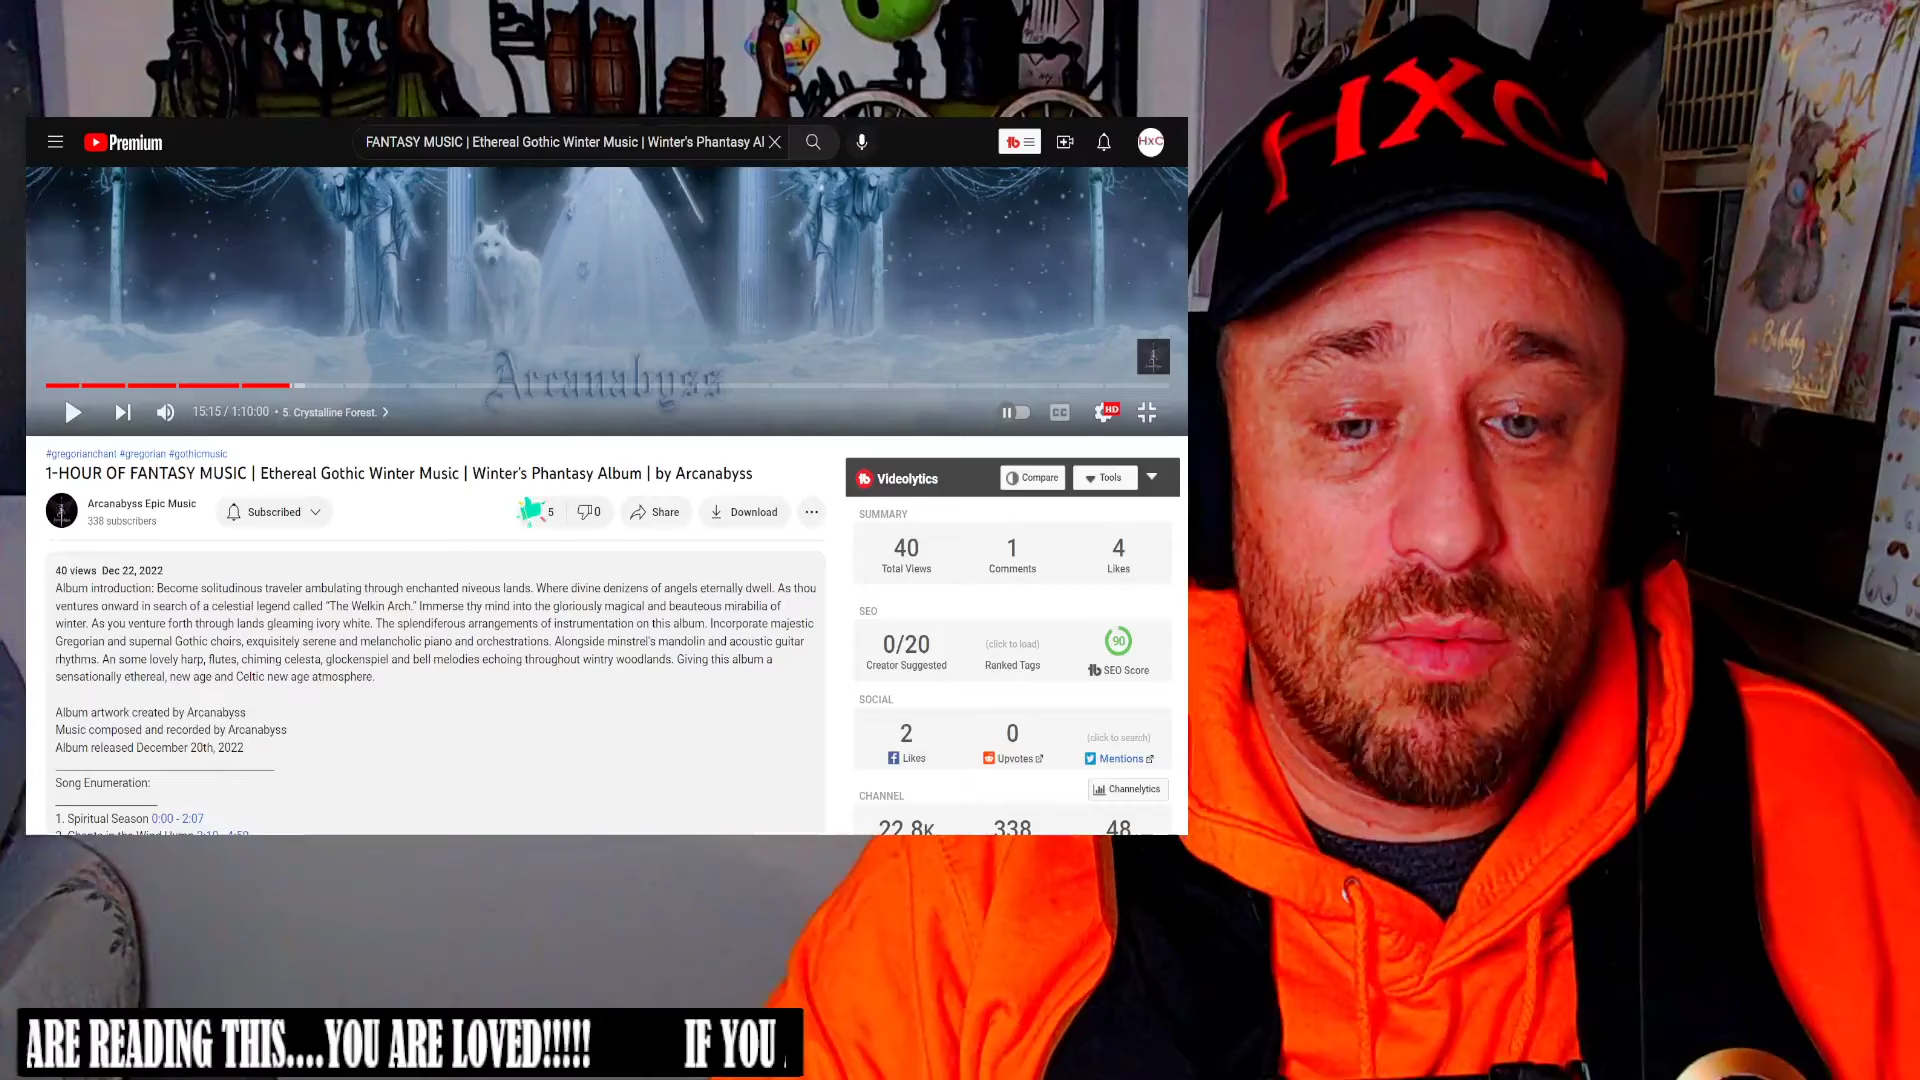 HXC
Friend
Birthday
Premium
FANTASY MUSIC | Ethereal Gothic Winter Music | Winter's Phantasy Al
HxC
Arcanabyss
HD
CC
15:15 / 1:10:00 • 5. Crystalline Forest.
#gregorianchant #gregorian #gothicmusic
1-HOUR OF FANTASY MUSIC | Ethereal Gothic Winter Music | Winter's Phantasy Album | by Arcanabyss
Arcanabyss Epic Music
338 subscribers
Subscribed
5
0
Share
Download
40 views Dec 22, 2022
Album introduction: Become solitudinous traveler ambulating through enchanted niveous lands. Where divine denizens of angels eternally dwell. As thou
ventures onward in search of a celestial legend called “The Welkin Arch.” Immerse thy mind into the gloriously magical and beauteous mirabilia of
winter. As you venture forth through lands gleaming ivory white. The splendiferous arrangements of instrumentation on this album. Incorporate majestic
Gregorian and supernal Gothic choirs, exquisitely serene and melancholic piano and orchestrations. Alongside minstrel's mandolin and acoustic guitar
rhythms. An some lovely harp, flutes, chiming celesta, glockenspiel and bell melodies echoing throughout wintry woodlands. Giving this album a
sensationally ethereal, new age and Celtic new age atmosphere.
Album artwork created by Arcanabyss
Music composed and recorded by Arcanabyss
Album released December 20th, 2022
Song Enumeration:
1. Spiritual Season 0:00 - 2:07
Videolytics
Compare
Tools
SUMMARY
40 1 4
Total Views Comments Likes
SEO
0/20 (click to load) 90
Creator Suggested Ranked Tags tb SEO Score
SOCIAL
2 0 (click to search)
Likes Upvotes Mentions
CHANNEL
Channelytics
22.8K 338 48
ARE READING THIS....YOU ARE LOVED!!!!! IF YOU